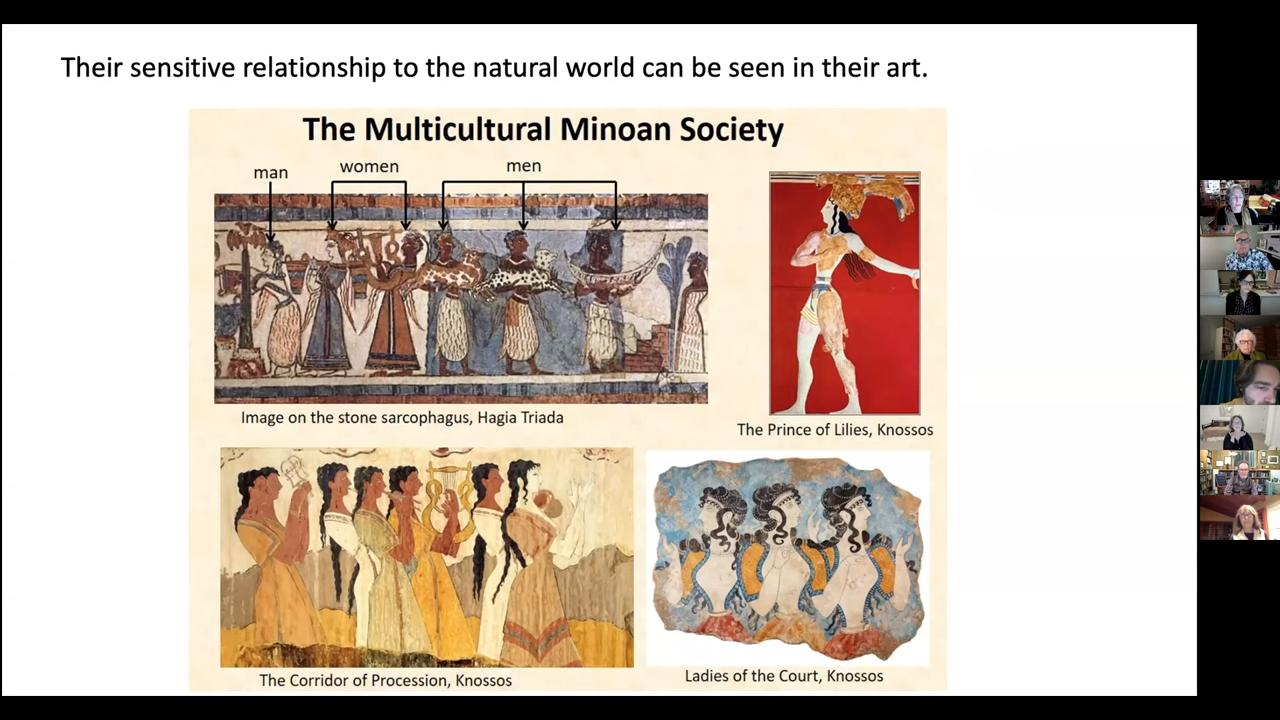 Their sensitive relationship to the natural world can be seen in their art.
The Multicultural Minoan Society
man
women
men
Image on the stone sarcophagus, Hagia Triada
The Prince of Lilies, Knossos
The Corridor of Procession, Knossos
Ladies of the Court, Knossos